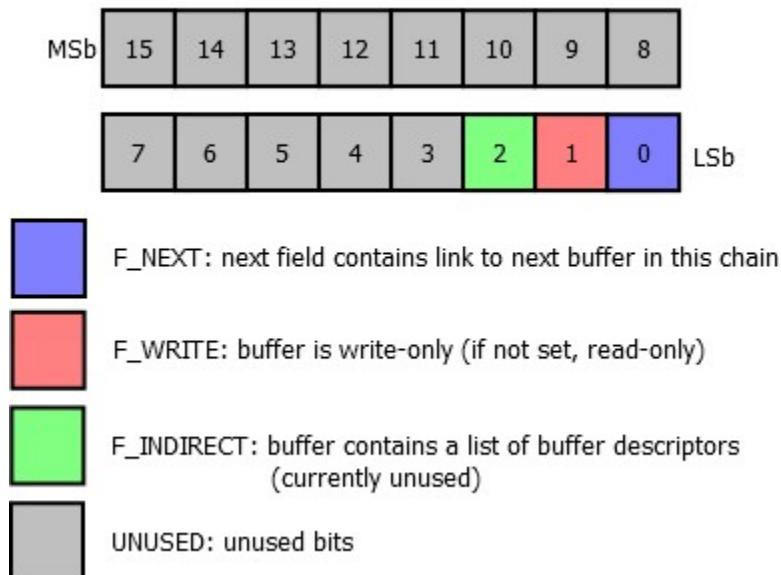 MSb 15 14 13 12 11 10 9 8
7 6 5 4 3 2 1 0 LSb
F_NEXT: next field contains link to next buffer in this chain
F_WRITE: buffer is write-only (if not set, read-only)
F_INDIRECT: buffer contains a list of buffer descriptors
(currently unused)
UNUSED: unused bits